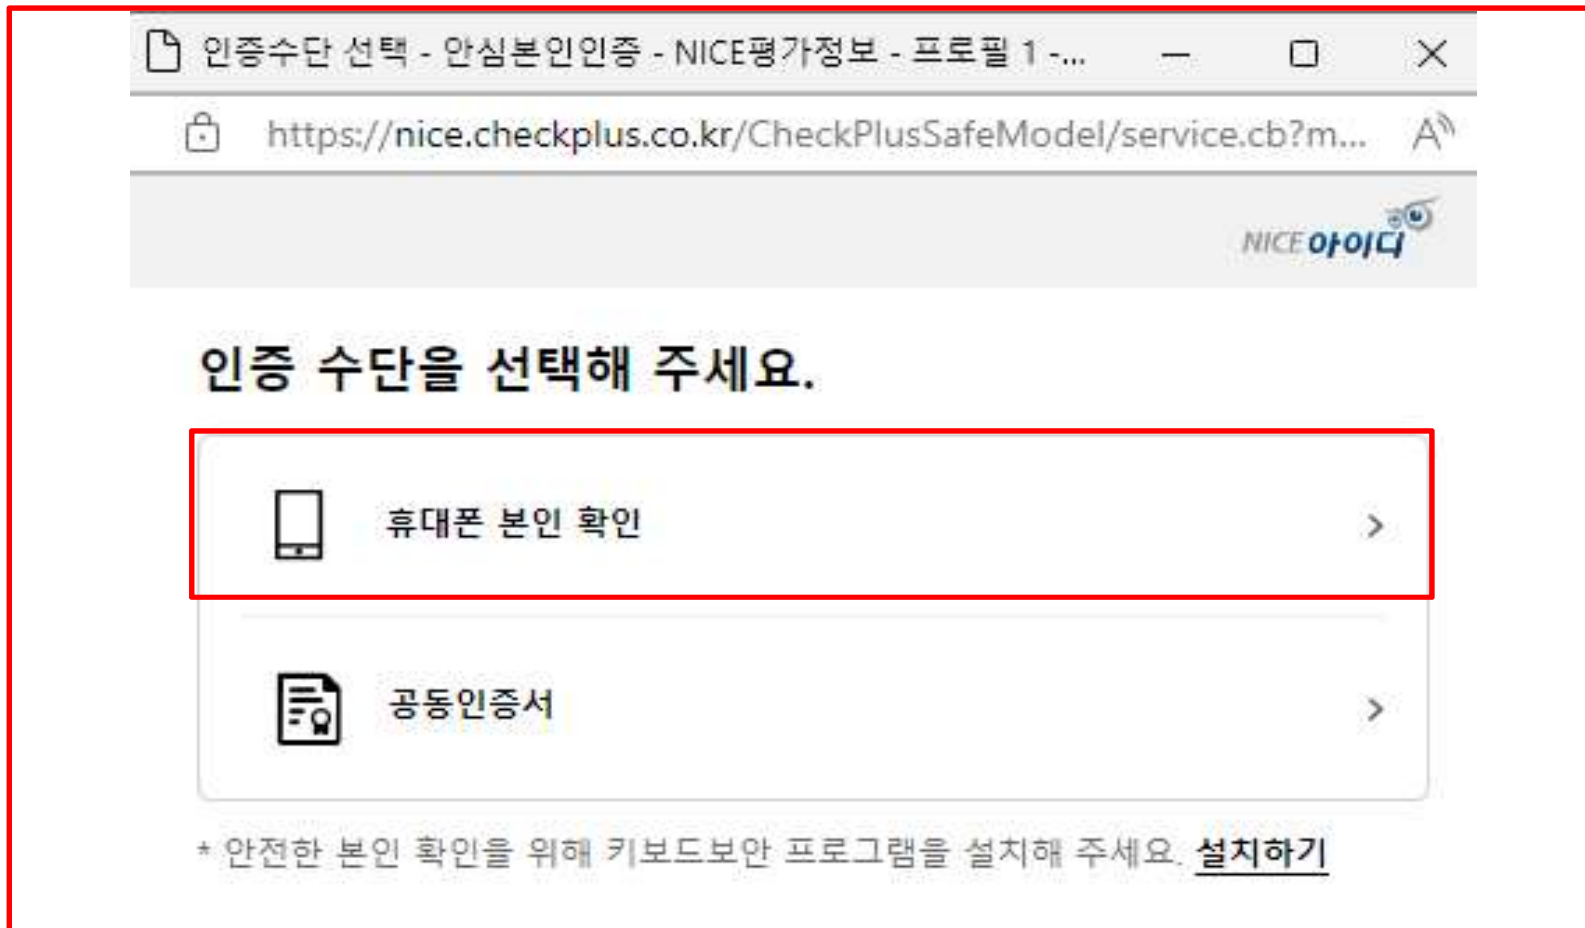 인증수단 선택 - 안심본인인증 - NICE평가정보 - 프로필 1 -...
https://nice.checkplus.co.kr/CheckPlusSafeModel/service.cb?m...
NICE 아이디
인증 수단을 선택해 주세요.
휴대폰 본인 확인
공동인증서
* 안전한 본인 확인을 위해 키보드보안 프로그램을 설치해 주세요. 설치하기